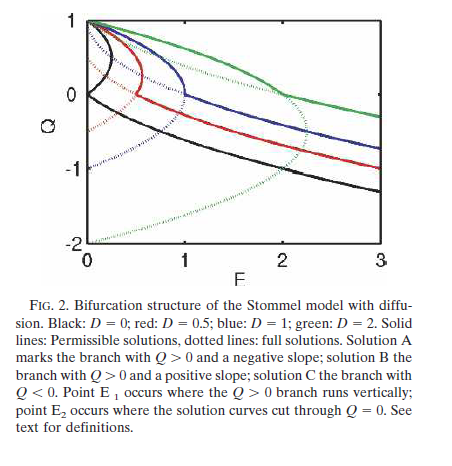 1
0
-1
-2
Q
0
1
2
3
E
FIG. 2. Bifurcation structure of the Stommel model with diffu-
sion. Black: D = 0; red: D = 0.5; blue: D = 1; green: D = 2. Solid
lines: Permissible solutions, dotted lines: full solutions. Solution A
marks the branch with Q > 0 and a negative slope; solution B the
branch with Q > 0 and a positive slope; solution C the branch with
Q < 0. Point E₁ occurs where the Q > 0 branch runs vertically;
point E₂ occurs where the solution curves cut through Q = 0. See
text for definitions.